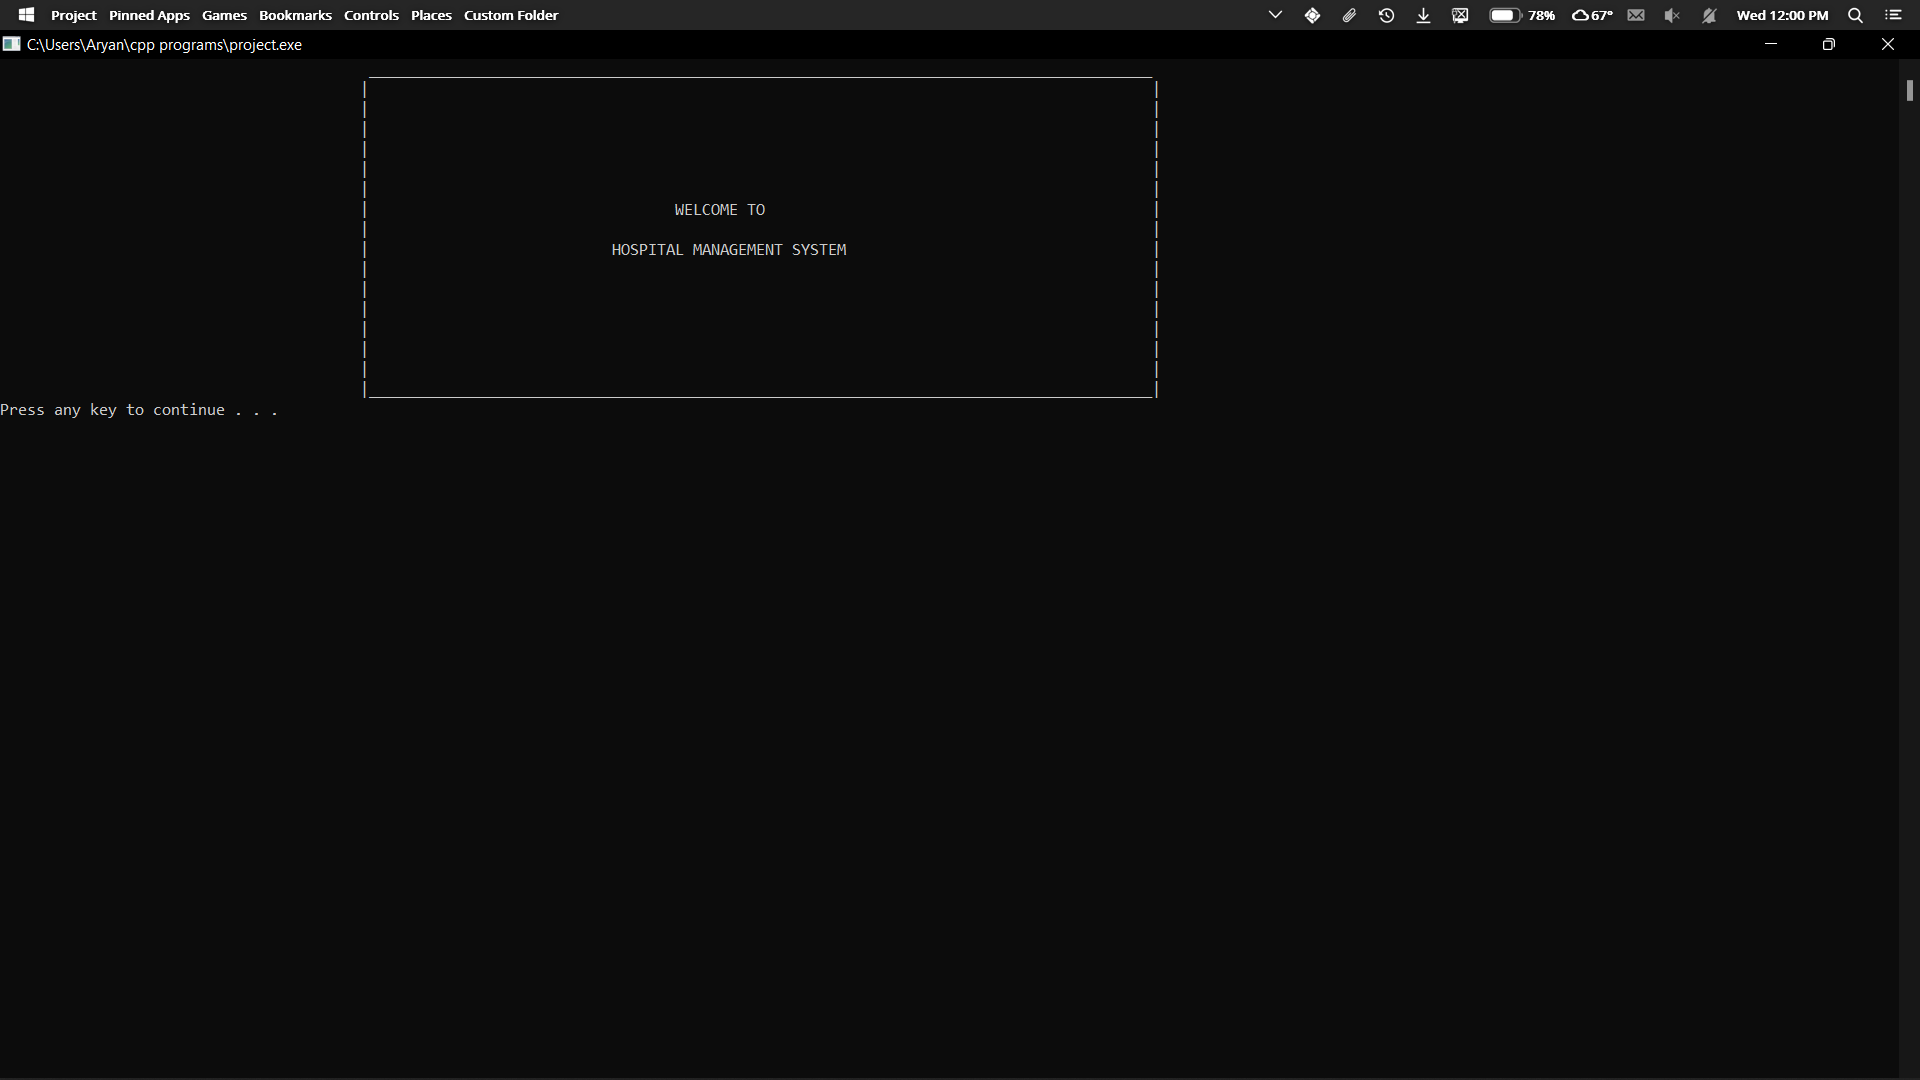 Project Pinned Apps Games Bookmarks Controls Places Custom Folder 78% 67° Wed 12:00 PM
C:\Users\Aryan\cpp programs\project.exe
WELCOME TO
HOSPITAL MANAGEMENT SYSTEM
Press any key to continue . . .